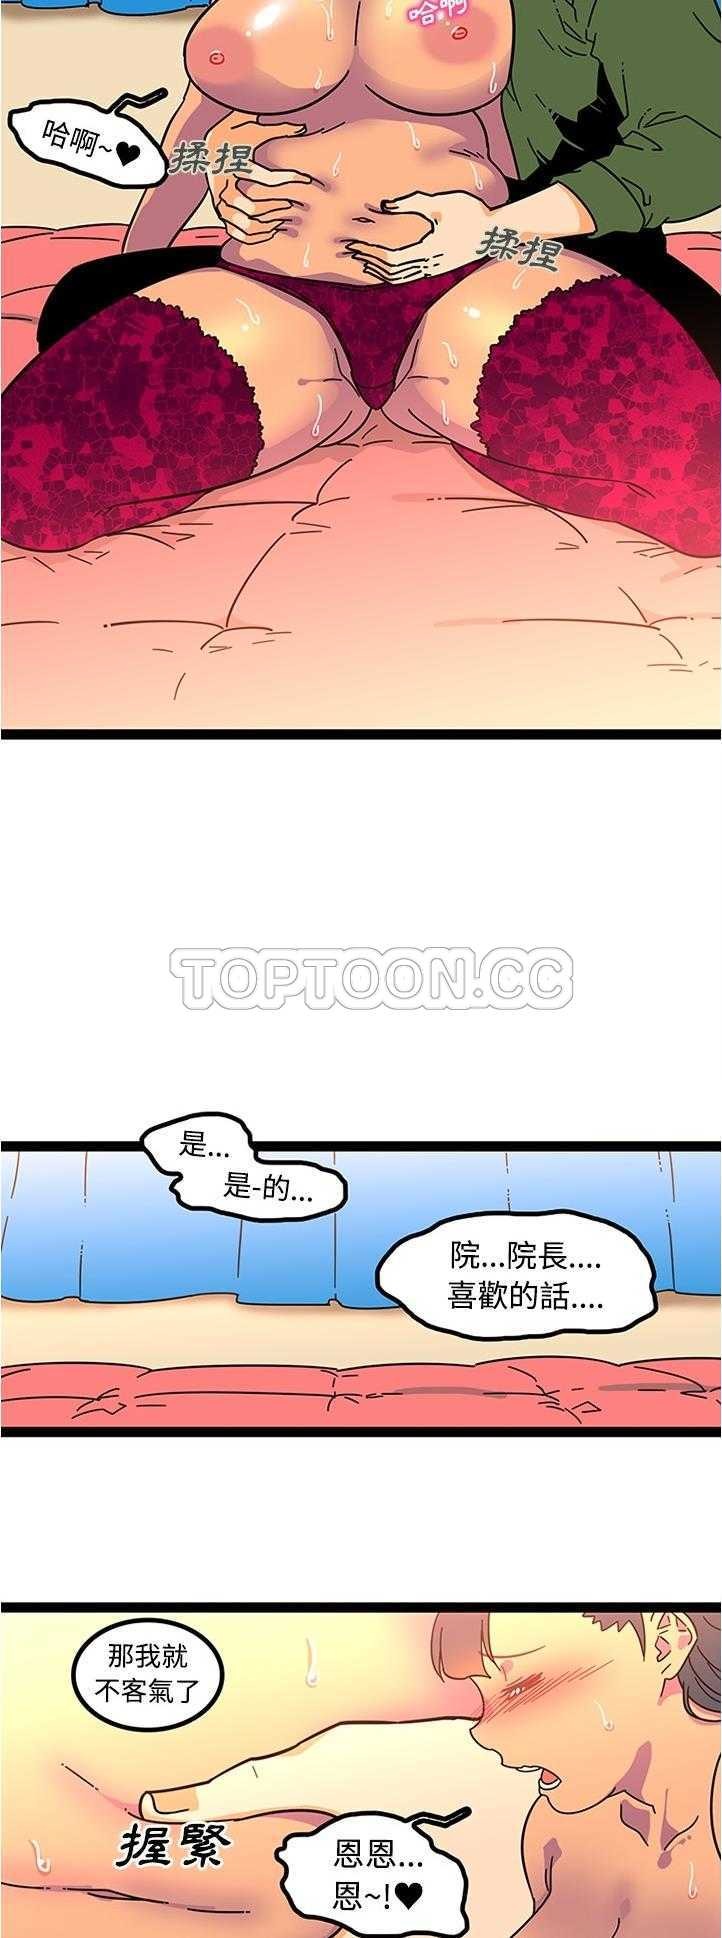 哈啊
哈啊~♥
揉捏
揉捏
TOPTOON.CC
是...
是-的...
院...院長....
喜歡的話....
那我就
不客氣了
握緊
恩恩...
恩~!♥